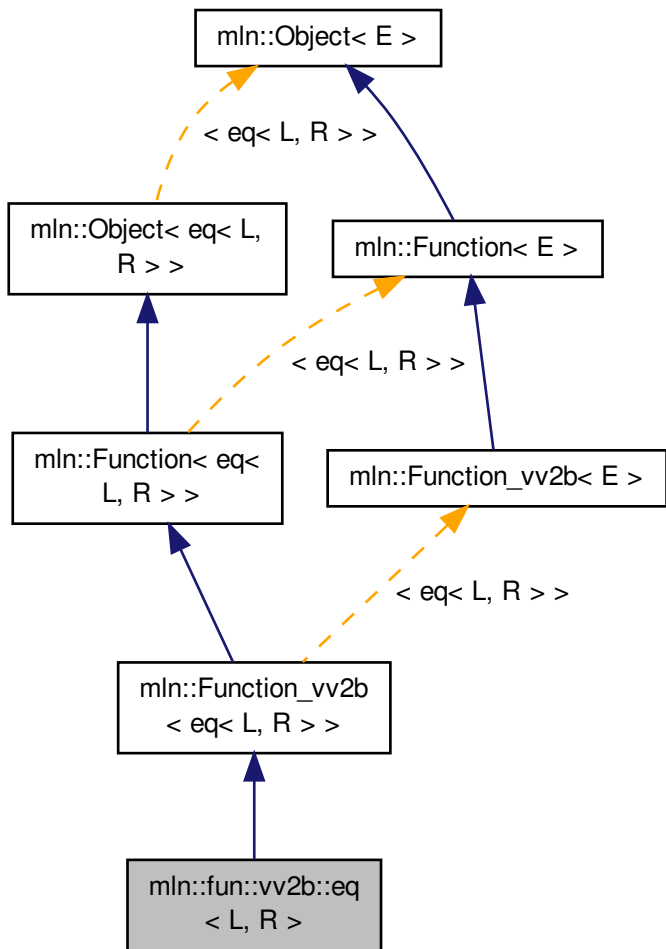 mln::Object< E >
< eq< L, R > >
mln::Object< eq< L,
R > >
mln::Function< E >
< eq< L, R > >
mln::Function< eq<
L, R > >
mln::Function_vv2b< E >
< eq< L, R > >
mln::Function_vv2b
< eq< L, R > >
mln::fun::vv2b::eq
< L, R >